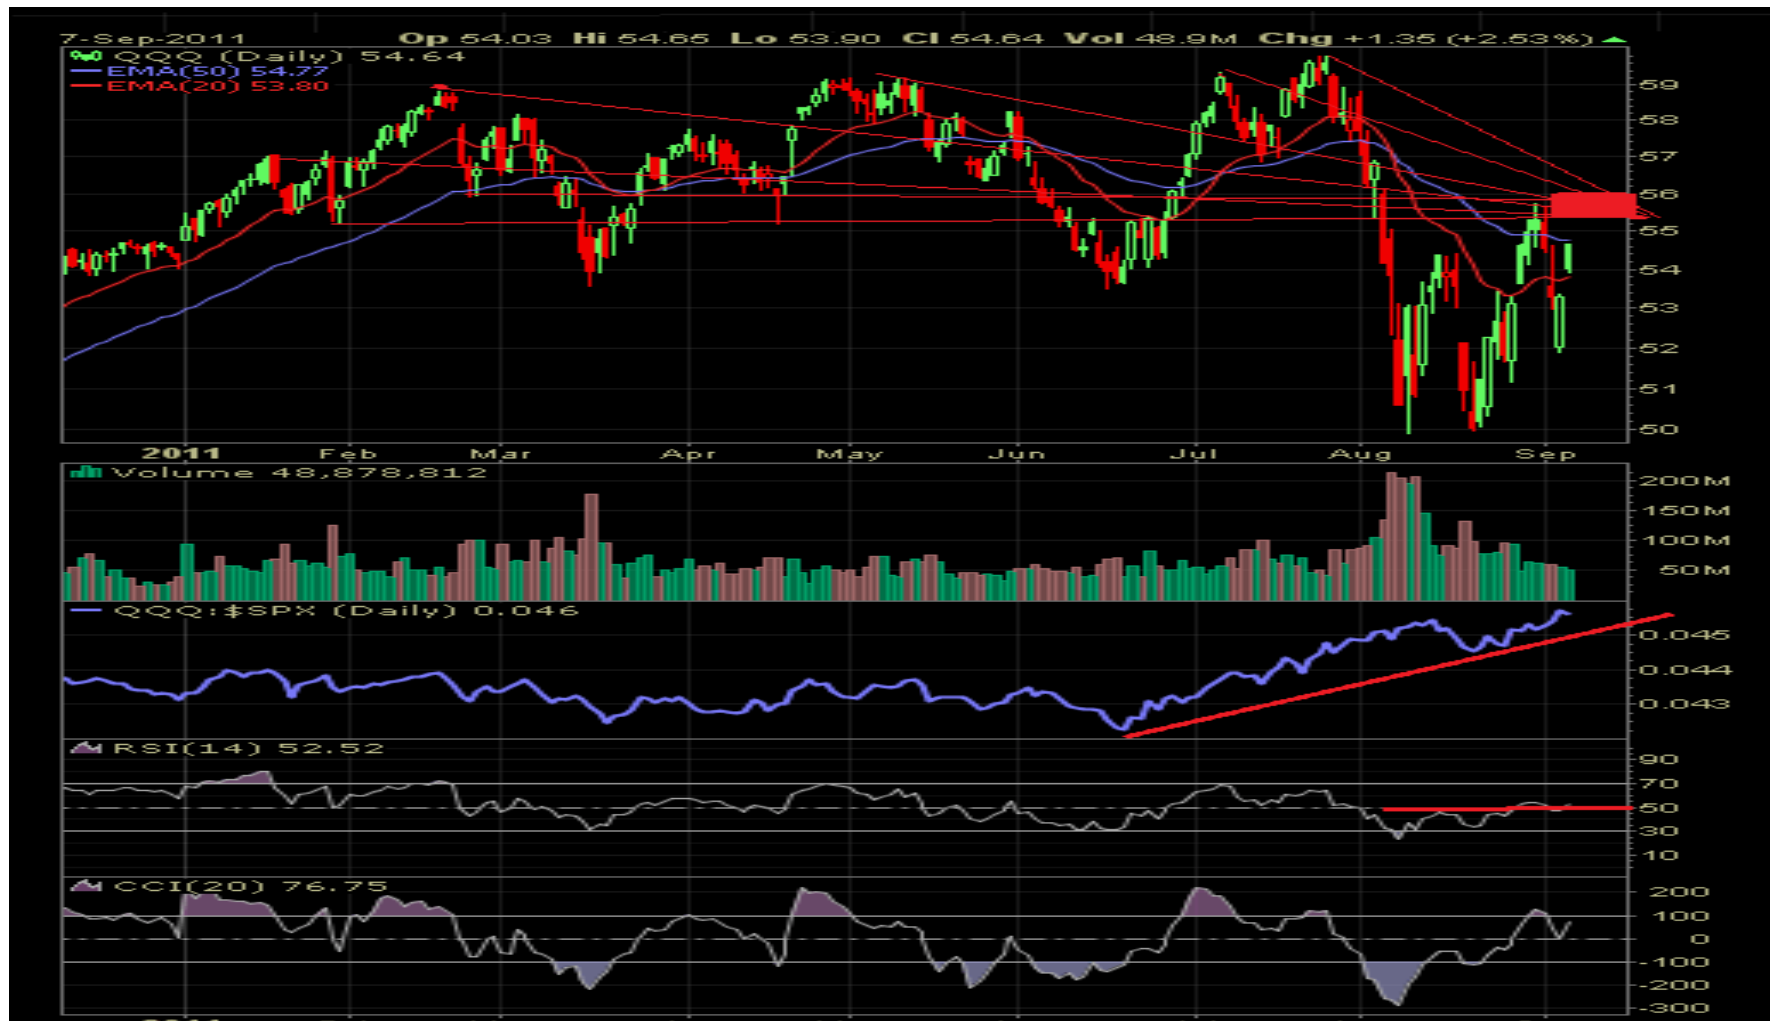 7-Sep-2011 Op 54.03 Hi 54.65 Lo 53.90 Cl 54.64 Vol 48.9M Chg +1.35 (+2.53%)
QQQ (Daily) 54.64
EMA(50) 54.77
EMA(20) 53.80
59
58
57
56
55
54
53
52
51
50
2011 Feb Mar Apr May Jun Jul Aug Sep
Volume 48,878,812
200M
150M
100M
50M
QQQ:$SPX (Daily) 0.046
0.045
0.044
0.043
RSI(14) 52.52
90
70
50
30
10
CCI(20) 76.75
200
100
0
-100
-200
-300